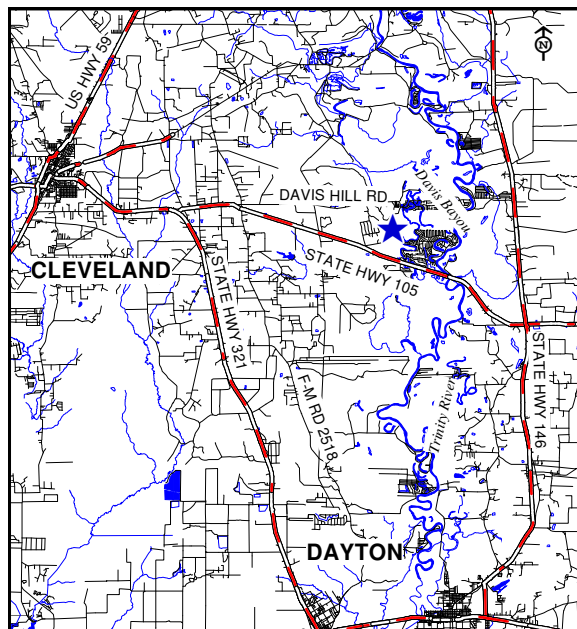 N
US HWY 59
DAVIS HILL RD
Davis Bayou
CLEVELAND
STATE HWY 105
STATE HWY 321
STATE HWY 146
F-M RD 2518
Trinity River
DAYTON